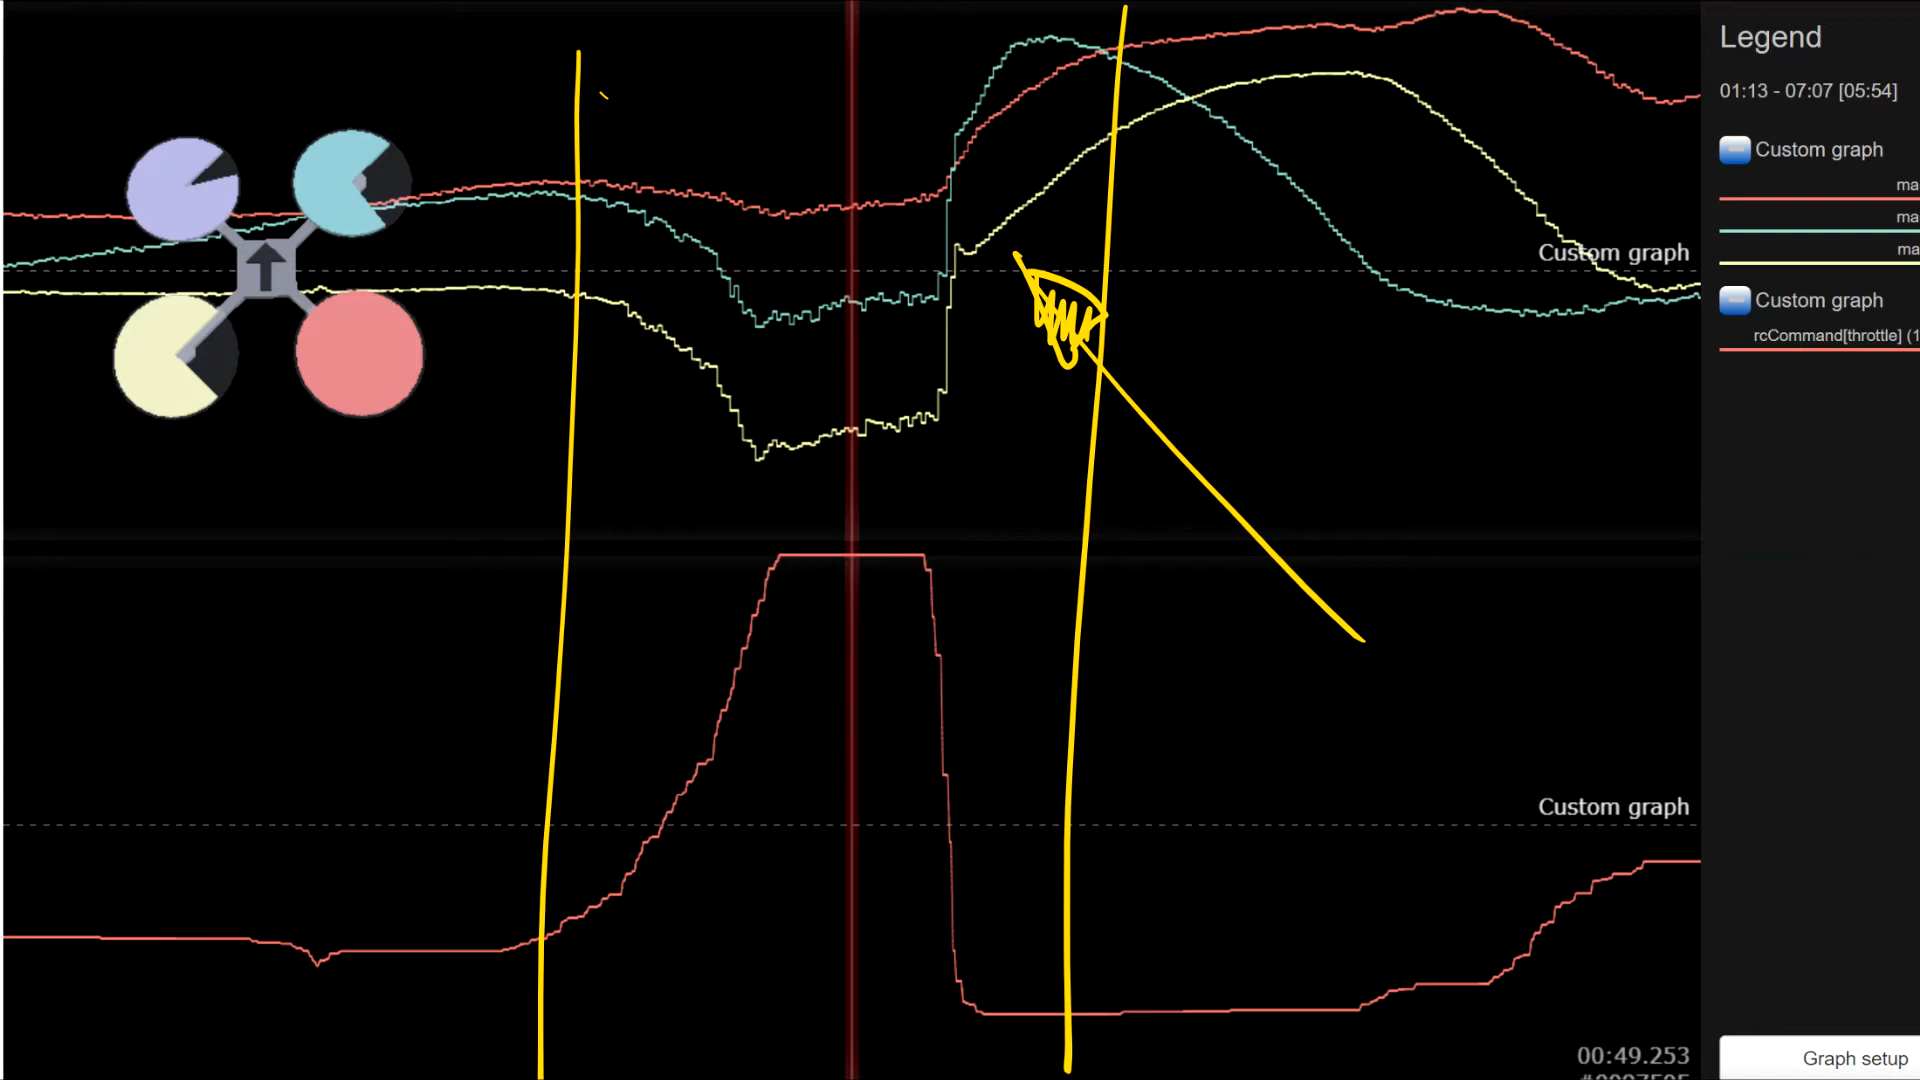 Legend
01:13 - 07:07 [05:54]
Custom graph
ma
ma
ma
Custom graph
Custom graph
rcCommand[throttle] (1
Custom graph
00:49.253
Graph setup